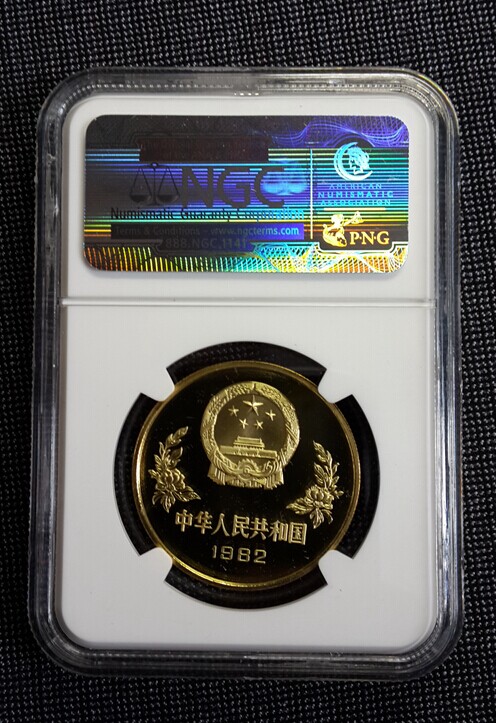 NGC
Numismatic Guaranty Corporation
Terms & Conditions – www.ngcterms.com
888.NGC.1141
AMERICAN
NUMISMATIC
ASSOCIATION
P·N·G
中华人民共和国
1982